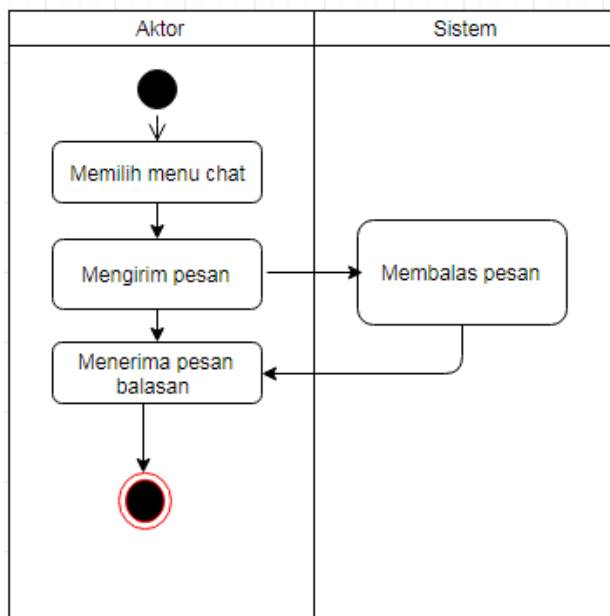 Aktor
Sistem
Memilih menu chat
Mengirim pesan
Membalas pesan
Menerima pesan
balasan